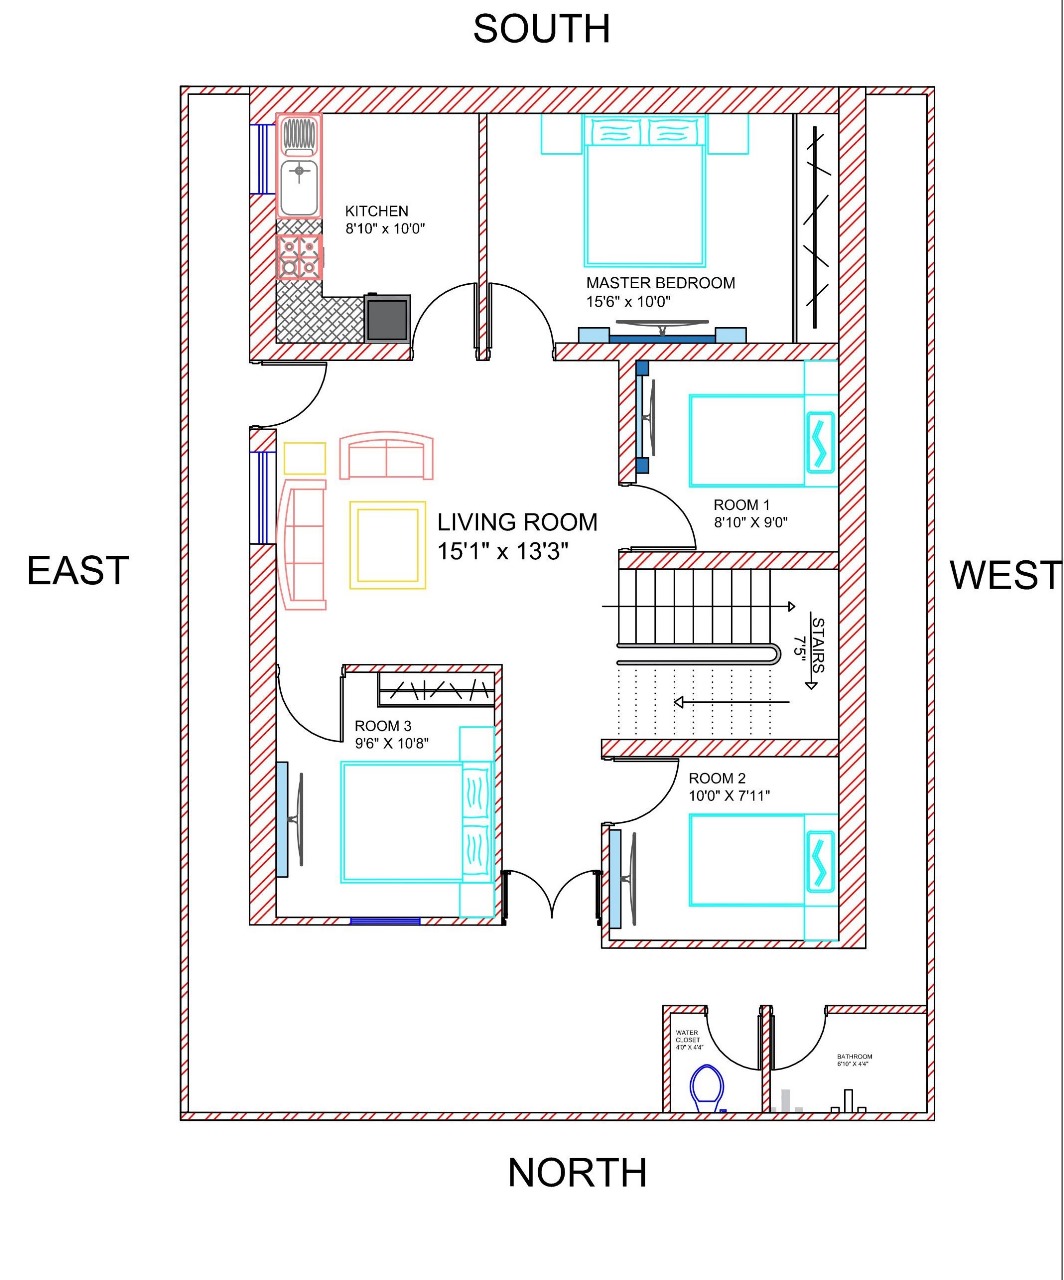 SOUTH
KITCHEN
8'10" x 10'0"
MASTER BEDROOM
15'6" x 10'0"
ROOM 1
8'10" X 9'0"
LIVING ROOM
15'1" x 13'3"
EAST
WEST
STAIRS
7'5"
ROOM 3
9'6" X 10'8"
ROOM 2
10'0" X 7'11"
WATER
CLOSET
4'0" X 4'4"
BATHROOM
6'10" X 4'4"
NORTH